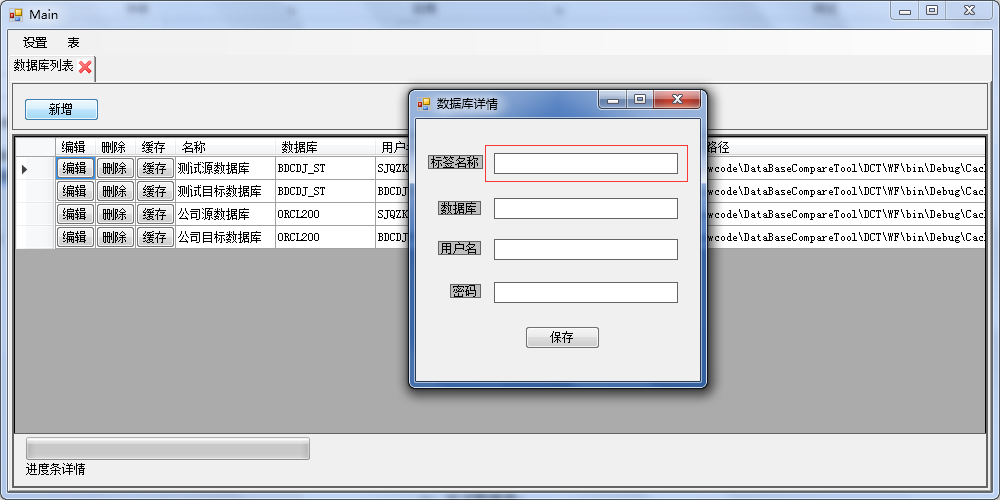 Main
设置 表
数据库列表
新增
数据库详情
标签名称
数据库
用户名
密码
保存
编辑 删除 缓存 名称 数据库 用户 路径
编辑 删除 缓存 测试源数据库 BDCDJ_ST SJQZK wcode\DataBaseCompareTool\DCT\WF\bin\Debug\Cac
编辑 删除 缓存 测试目标数据库 BDCDJ_ST BDCDJ wcode\DataBaseCompareTool\DCT\WF\bin\Debug\Cac
编辑 删除 缓存 公司源数据库 ORCL200 SJQZK wcode\DataBaseCompareTool\DCT\WF\bin\Debug\Cac
编辑 删除 缓存 公司目标数据库 ORCL200 BDCDJ wcode\DataBaseCompareTool\DCT\WF\bin\Debug\Cac
进度条详情